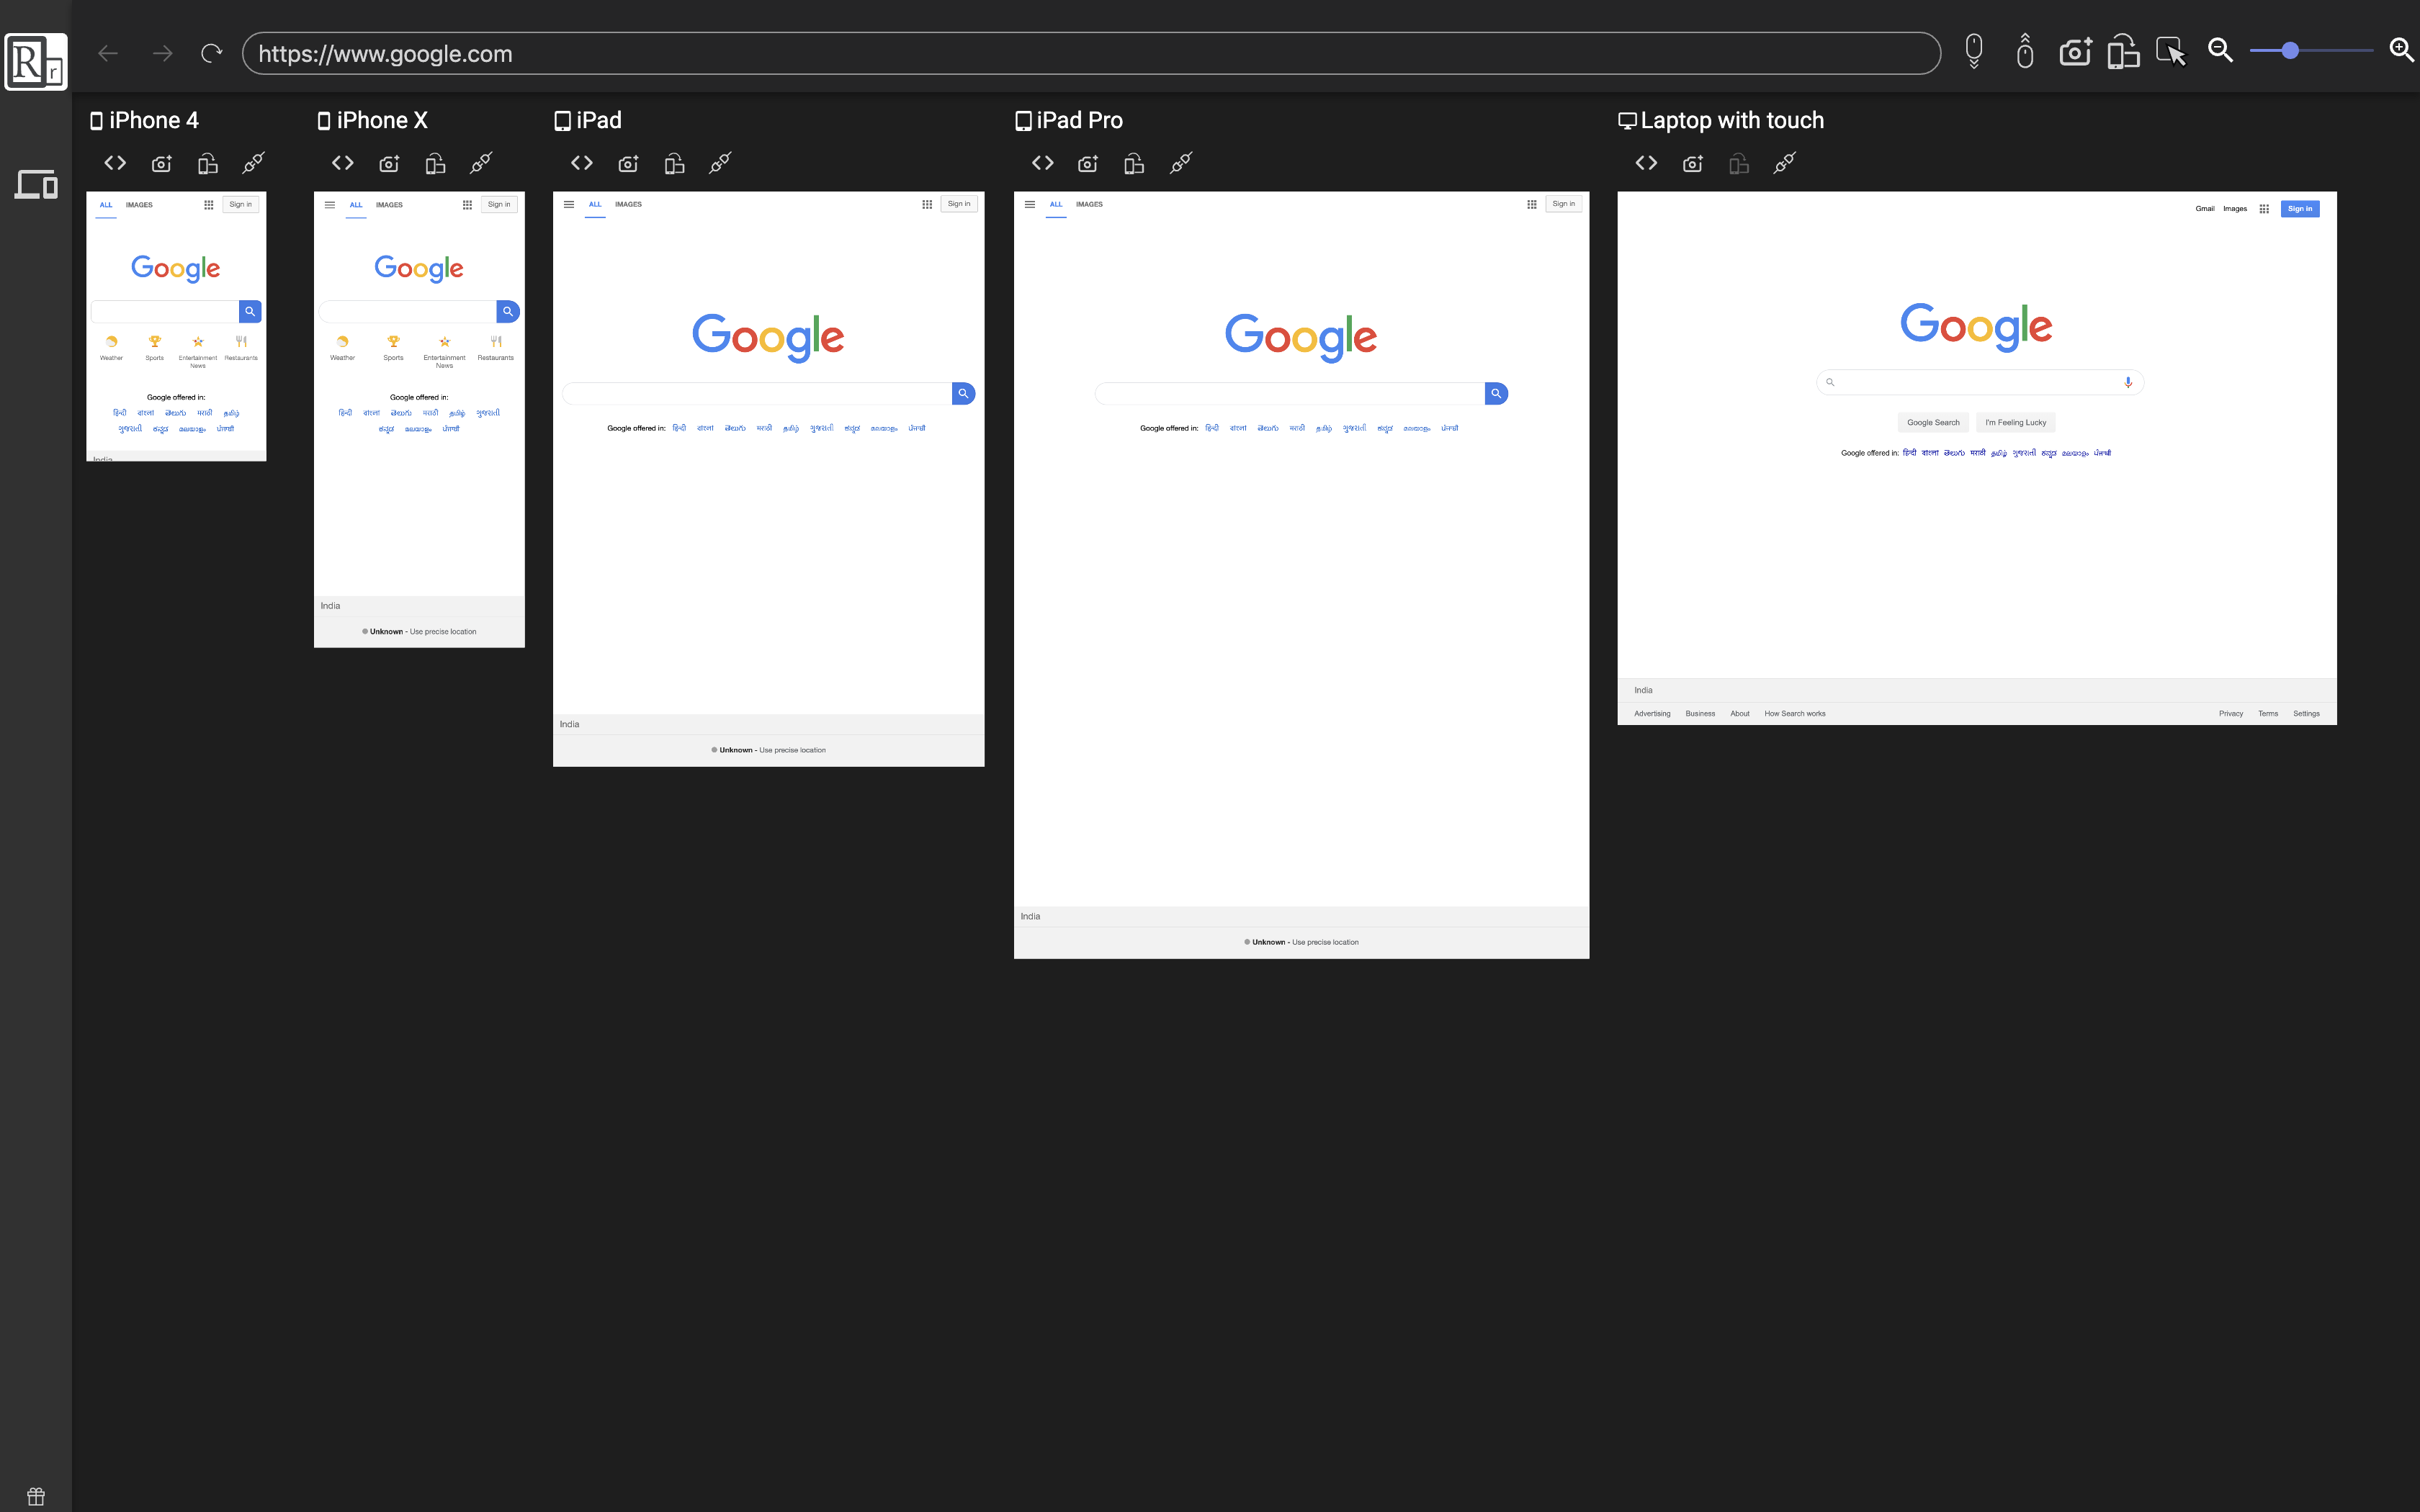 R r
https://www.google.com
iPhone 4
ALL IMAGES Sign in
Google
Weather Sports Entertainment News Restaurants
Google offered in:
हिन्दी বাংলা తెలుగు मराठी தமிழ்
ગુજરાતી ಕನ್ನಡ മലയാളം ਪੰਜਾਬੀ
India
iPhone X
ALL IMAGES Sign in
Google
Weather Sports Entertainment News Restaurants
Google offered in:
हिन्दी বাংলা తెలుగు मराठी தமிழ் ગુજરાતી
ಕನ್ನಡ മലയാളം ਪੰਜਾਬੀ
India
Unknown - Use precise location
iPad
ALL IMAGES Sign in
Google
Google offered in: हिन्दी বাংলা తెలుగు मराठी தமிழ் ગુજરાતી ಕನ್ನಡ മലയാളം ਪੰਜਾਬੀ
India
Unknown - Use precise location
iPad Pro
ALL IMAGES Sign in
Google
Google offered in: हिन्दी বাংলা తెలుగు मराठी தமிழ் ગુજરાતી ಕನ್ನಡ മലയാളം ਪੰਜਾਬੀ
India
Unknown - Use precise location
Laptop with touch
Gmail Images Sign in
Google
Google Search I'm Feeling Lucky
Google offered in: हिन्दी বাংলা తెలుగు मराठी தமிழ் ગુજરાતી ಕನ್ನಡ മലയാളം ਪੰਜਾਬੀ
India
Advertising Business About How Search works Privacy Terms Settings